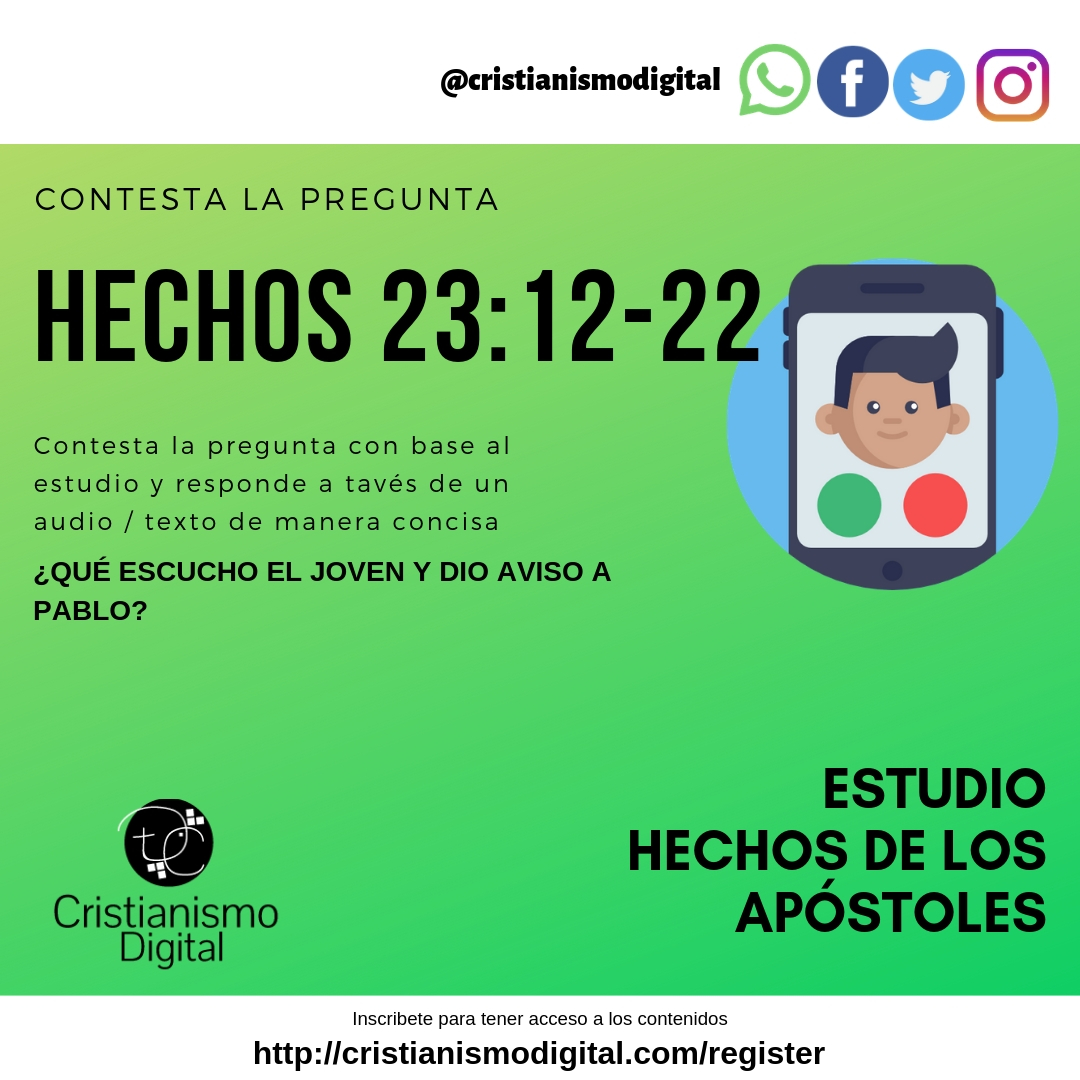 @cristianismodigital
CONTESTA LA PREGUNTA
HECHOS 23:12-22
Contesta la pregunta con base al
estudio y responde a tavés de un
audio / texto de manera concisa
¿QUÉ ESCUCHO EL JOVEN Y DIO AVISO A
PABLO?
ESTUDIO
HECHOS DE LOS
APÓSTOLES
Cristianismo
Digital
Inscribete para tener acceso a los contenidos
http://cristianismodigital.com/register